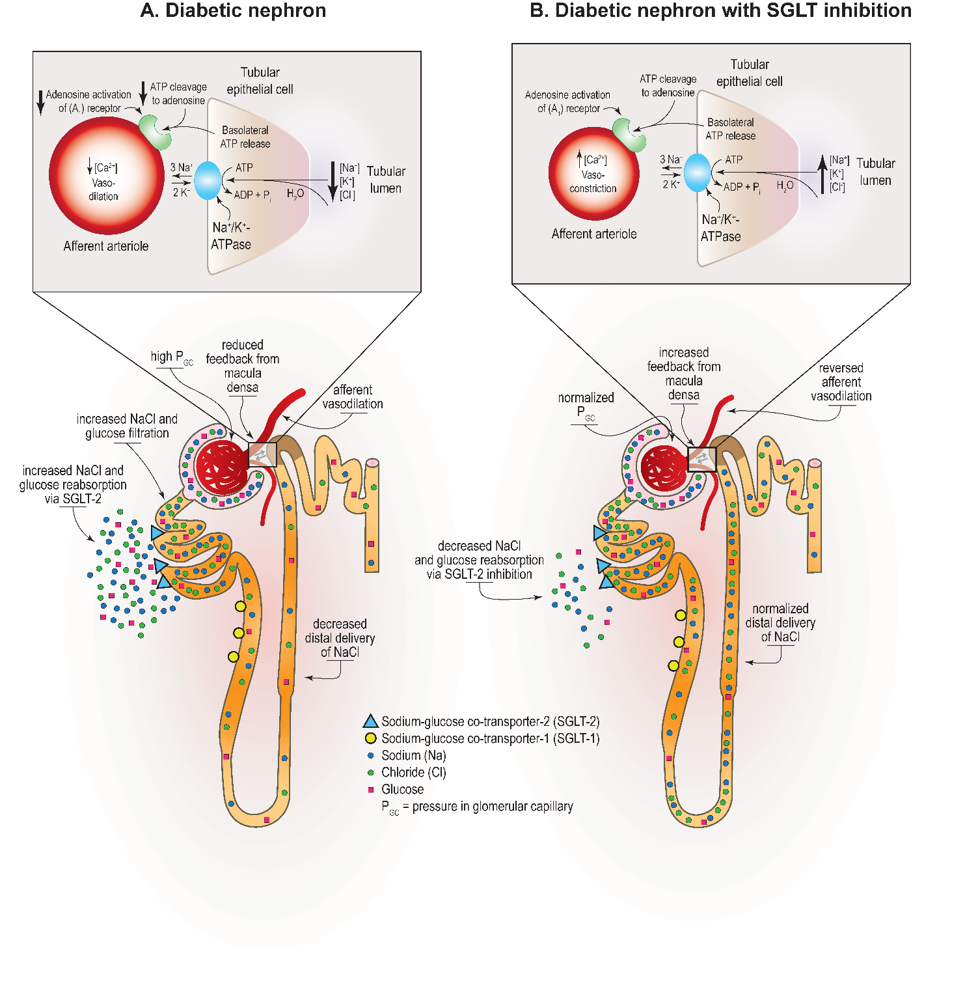 A. Diabetic nephron
Tubular
epithelial cell
ATP cleavage
to adenosine
Adenosine activation
of (A,) receptor
Basolateral
ATP release
[Ca²⁺]
Vaso-
dilation
3 Na⁺
2 K⁺
ATP
ADP + Pi
H₂O
[Na⁺]
[K⁺]
[Cl⁻]
Tubular
lumen
Na⁺/K⁺-
ATPase
Afferent arteriole
high PGC
reduced
feedback from
macula
densa
afferent
vasodilation
increased NaCl and
glucose filtration
increased NaCl and
glucose reabsorption
via SGLT-2
decreased
distal delivery
of NaCl
B. Diabetic nephron with SGLT inhibition
Tubular
epithelial cell
ATP cleavage
to adenosine
Adenosine activation
of (A₁) receptor
Basolateral
ATP release
[Ca²⁺]
Vaso-
constriction
3 Na⁺
2 K⁺
ATP
ADP + Pi
H₂O
[Na⁺]
[K⁺]
[Cl⁻]
Tubular
lumen
Na⁺/K⁺-
ATPase
Afferent arteriole
increased
feedback from
macula
densa
reversed
afferent
vasodilation
normalized
PGC
decreased NaCl
and glucose reabsorption
via SGLT-2 inhibition
normalized
distal delivery
of NaCl
Sodium-glucose co-transporter-2 (SGLT-2)
Sodium-glucose co-transporter-1 (SGLT-1)
Sodium (Na)
Chloride (Cl)
Glucose
PGC = pressure in glomerular capillary